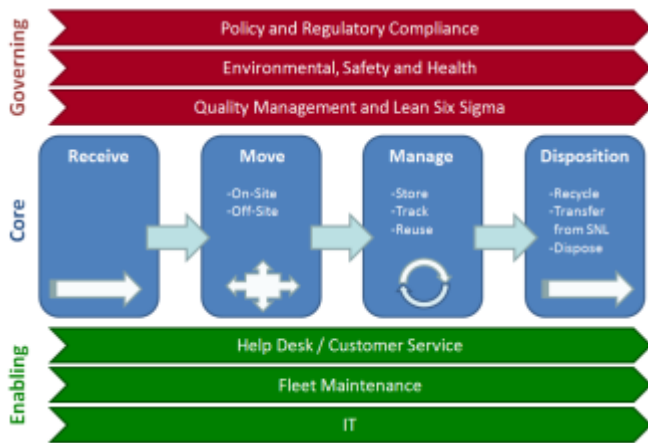 Governing
Policy and Regulatory Compliance
Environmental, Safety and Health
Quality Management and Lean Six Sigma
Core
Receive
Move
-On-Site
-Off-Site
Manage
-Store
-Track
-Reuse
Disposition
-Recycle
-Transfer
from SNL
-Dispose
Enabling
Help Desk / Customer Service
Fleet Maintenance
IT